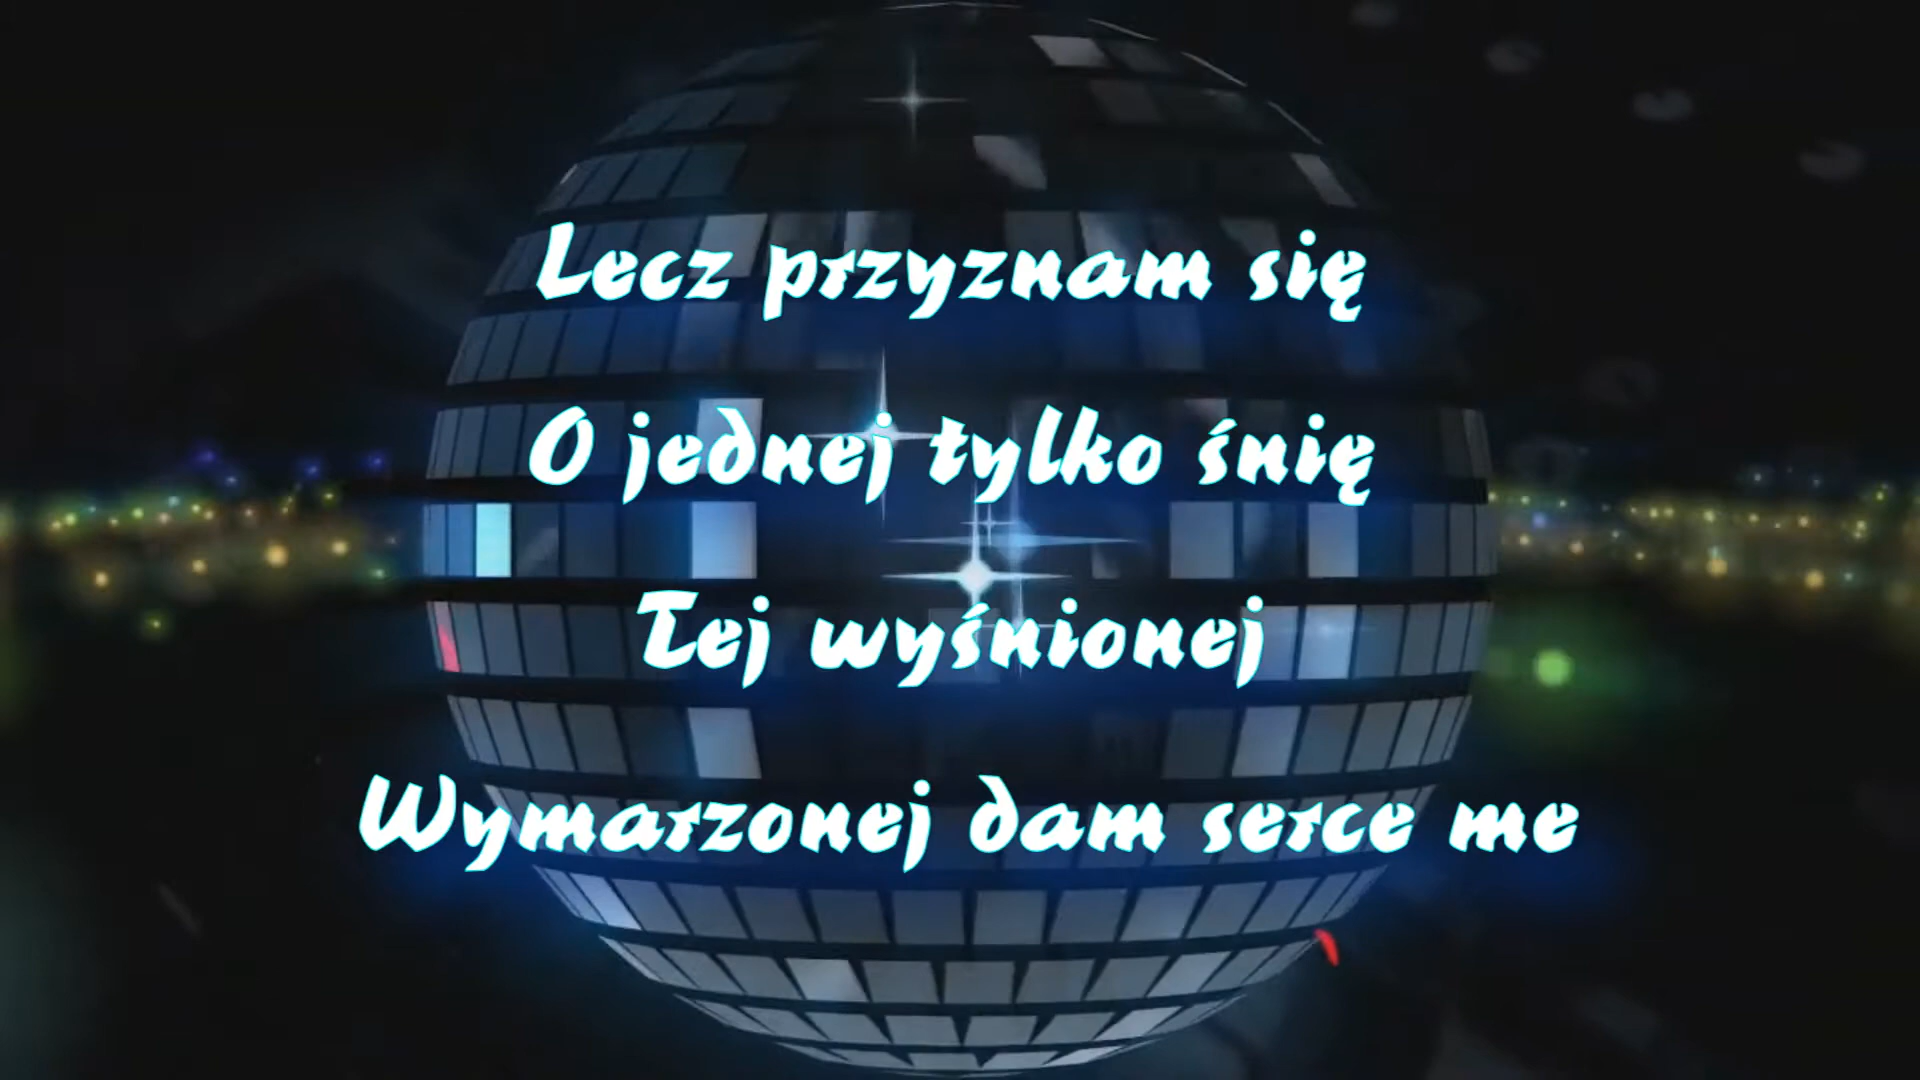 Lecz przyznam się
O jednej tylko śnię
Tej wyśnionej
Wymarzonej dam serce me